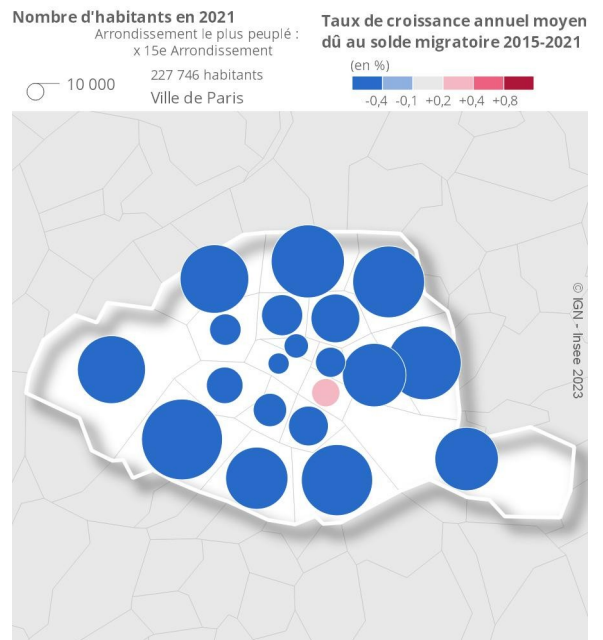 Nombre d'habitants en 2021
Arrondissement le plus peuplé :
x 15e Arrondissement
227 746 habitants
Ville de Paris
10 000
Taux de croissance annuel moyen
dû au solde migratoire 2015-2021
(en %)
-0,4 -0,1 +0,2 +0,4 +0,8
© IGN - Insee 2023